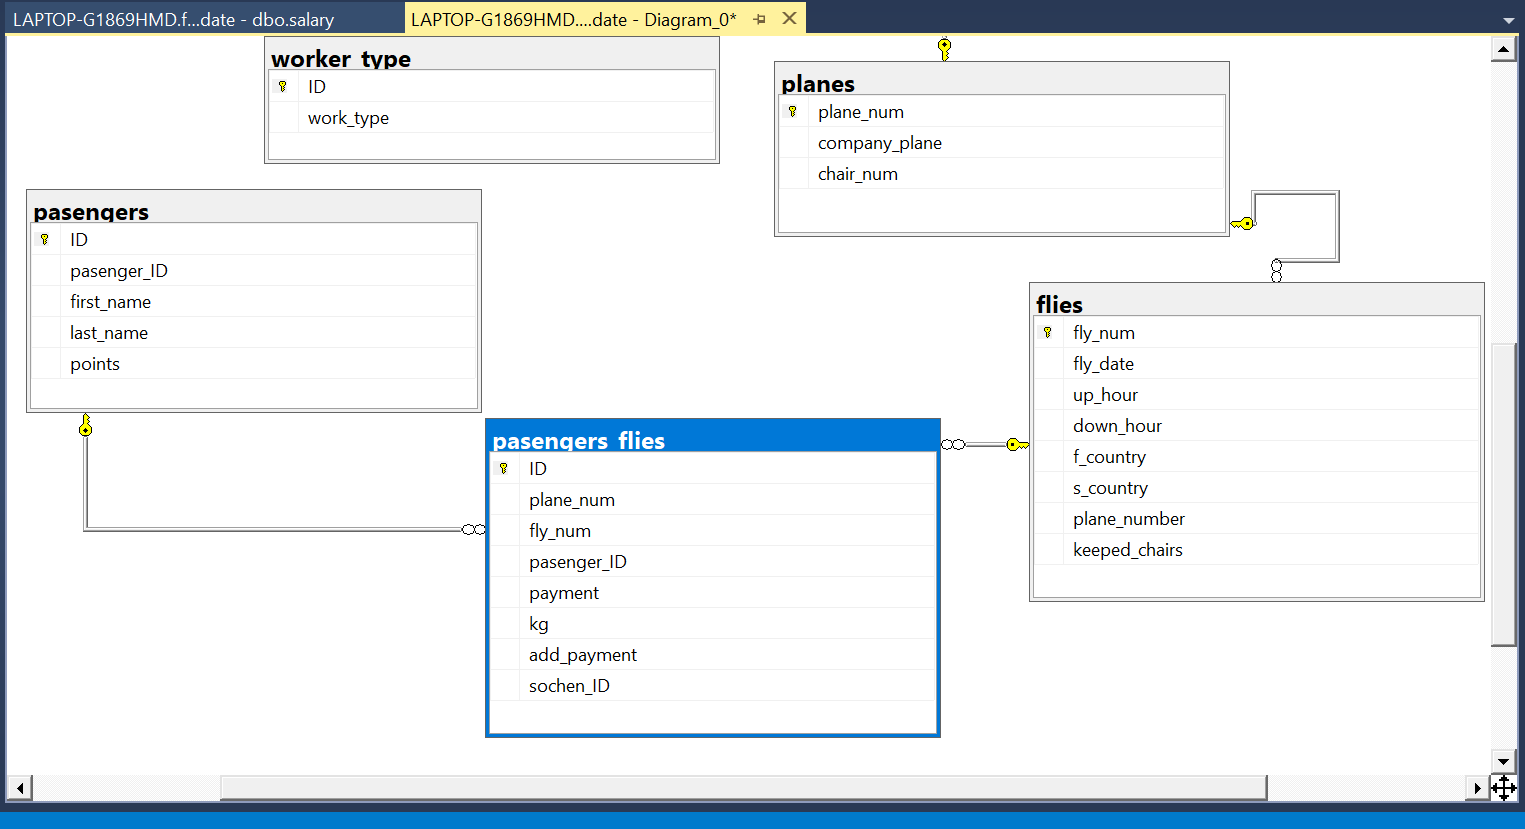 LAPTOP-G1869HMD.f...date - dbo.salary
LAPTOP-G1869HMD....date - Diagram_0*
worker_type
ID
work_type
planes
plane_num
company_plane
chair_num
pasengers
ID
pasenger_ID
first_name
last_name
points
flies
fly_num
fly_date
up_hour
down_hour
f_country
s_country
plane_number
keeped_chairs
pasengers_flies
ID
plane_num
fly_num
pasenger_ID
payment
kg
add_payment
sochen_ID